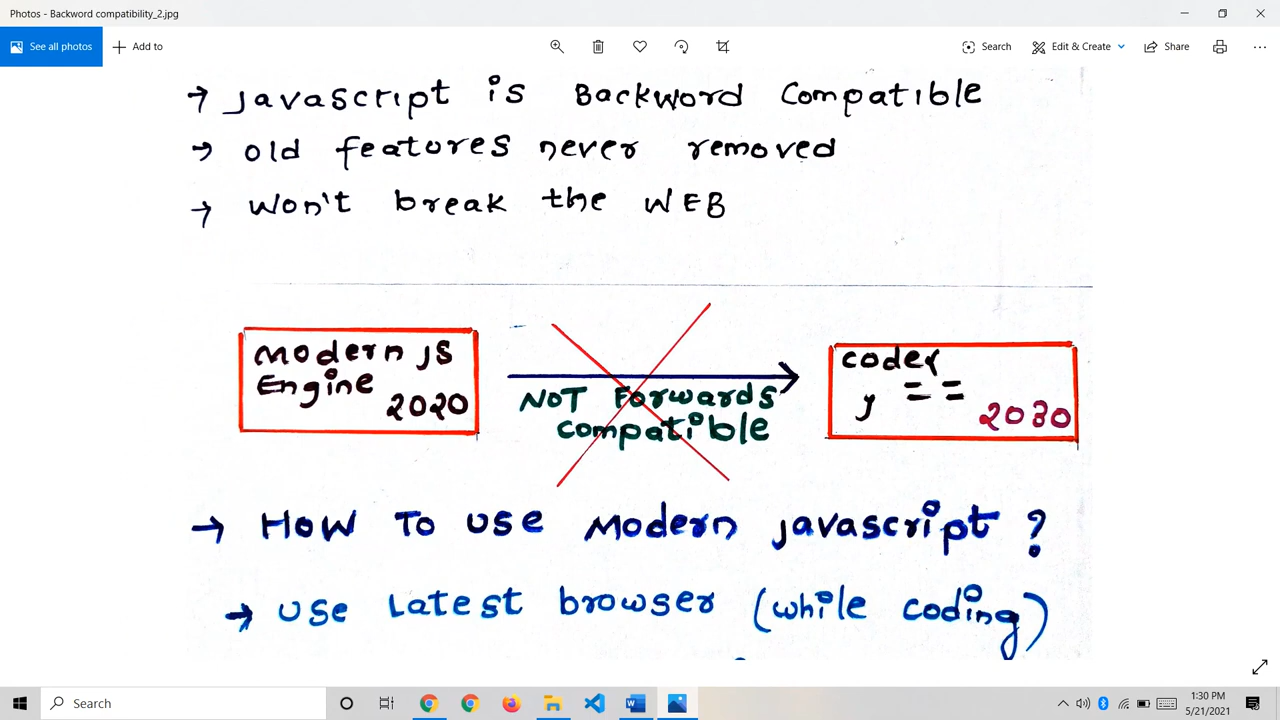 Photos - Backword compatibility_2.jpg
See all photos
Add to
Search
Edit & Create
Share
→ Javascript is Backword Compatible
→ old features never removed
→ won't break the WEB
Modern JS
Engine 2020
NOT Forwards
compatible
code {
} = =
2030
→ HOW TO use Modern javascript ?
→ use Latest browser (while coding)
Search
1:30 PM
5/21/2021